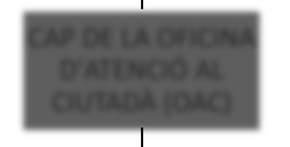 CAP DE LA OFICINA
D'ATENCIÓ AL
CIUTADÀ (OAC)